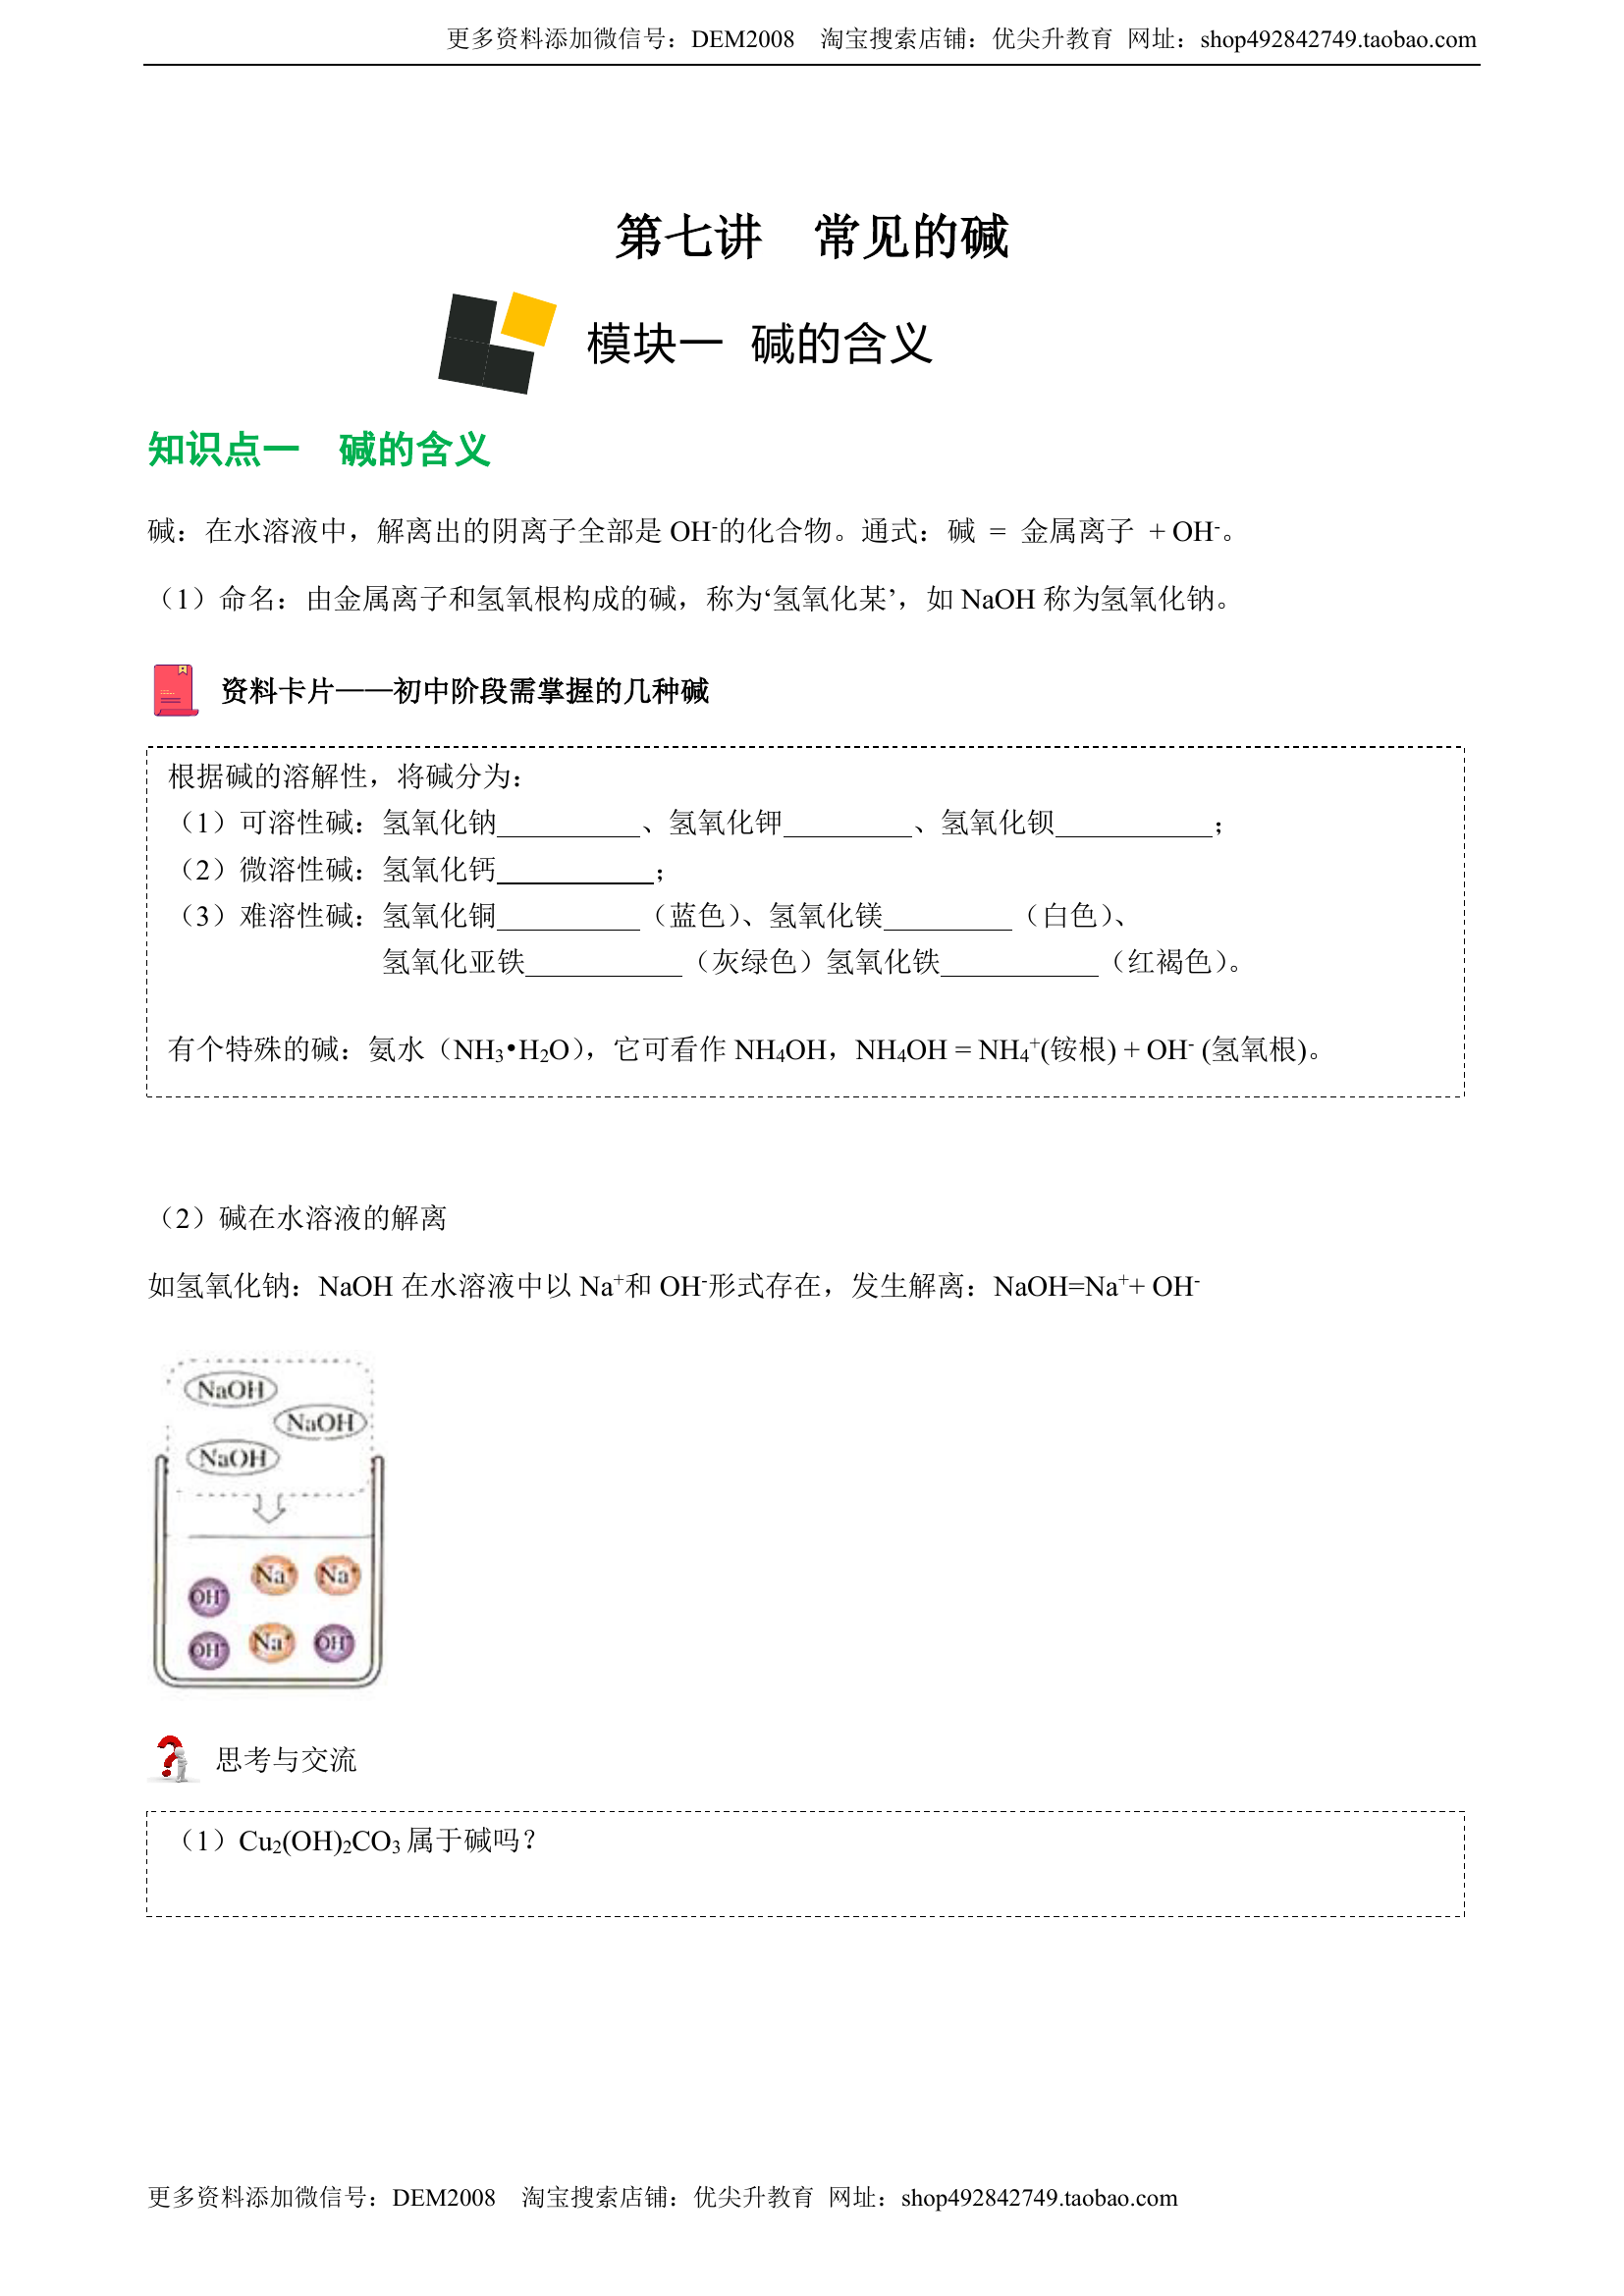 更多资料添加微信号：DEM2008　淘宝搜索店铺：优尖升教育 网址：shop492842749.taobao.com
第七讲　常见的碱
模块一 碱的含义
知识点一　碱的含义
碱：在水溶液中，解离出的阴离子全部是 OH⁻的化合物。通式：碱 = 金属离子 + OH⁻。
（1）命名：由金属离子和氢氧根构成的碱，称为‘氢氧化某’，如 NaOH 称为氢氧化钠。
资料卡片——初中阶段需掌握的几种碱
根据碱的溶解性，将碱分为：
（1）可溶性碱：氢氧化钠__________、氢氧化钾_________、氢氧化钡___________；
（2）微溶性碱：氢氧化钙___________；
（3）难溶性碱：氢氧化铜__________（蓝色）、氢氧化镁_________（白色）、
氢氧化亚铁___________（灰绿色）氢氧化铁___________（红褐色）。
有个特殊的碱：氨水（NH₃•H₂O），它可看作 NH₄OH，NH₄OH = NH₄⁺(铵根) + OH⁻ (氢氧根)。
（2）碱在水溶液的解离
如氢氧化钠：NaOH 在水溶液中以 Na⁺和 OH⁻形式存在，发生解离：NaOH=Na⁺+ OH⁻
NaOH
NaOH
NaOH
Na⁺ Na⁺
OH⁻
OH⁻ Na⁺ OH⁻
思考与交流
（1）Cu₂(OH)₂CO₃ 属于碱吗？
更多资料添加微信号：DEM2008　淘宝搜索店铺：优尖升教育 网址：shop492842749.taobao.com